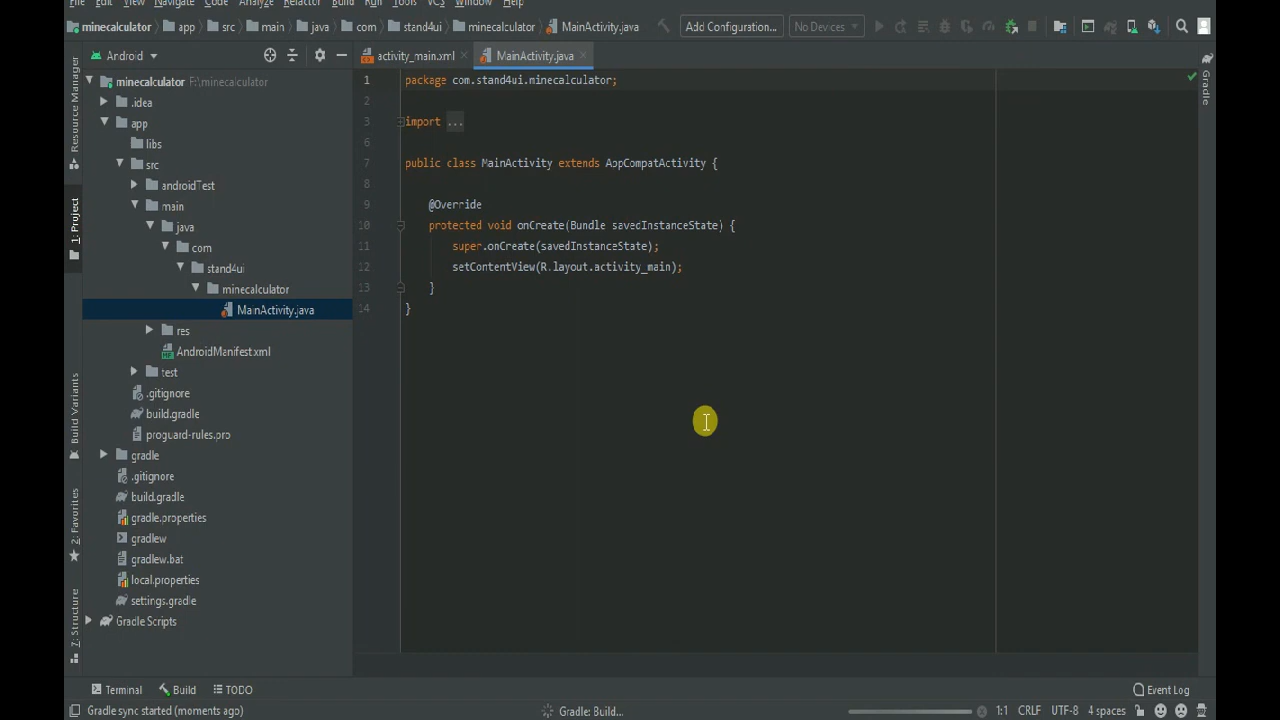 File Edit View Navigate Code Analyze Refactor Build Run Tools VCS Window Help
minecalculator app src main java com stand4ui minecalculator MainActivity.java Add Configuration... No Devices
Android activity_main.xml MainActivity.java
minecalculator F:\minecalculator
.idea
app
libs
src
androidTest
main
java
com
stand4ui
minecalculator
MainActivity.java
res
AndroidManifest.xml
test
.gitignore
build.gradle
proguard-rules.pro
gradle
.gitignore
build.gradle
gradle.properties
gradlew
gradlew.bat
local.properties
settings.gradle
Gradle Scripts
Resource Manager
1: Project
Build Variants
2: Favorites
7: Structure
1 package com.stand4ui.minecalculator;
2
3 import ...
6
7 public class MainActivity extends AppCompatActivity {
8
9 @Override
10 protected void onCreate(Bundle savedInstanceState) {
11 super.onCreate(savedInstanceState);
12 setContentView(R.layout.activity_main);
13 }
14 }
Gradle
Terminal Build TODO Event Log
Gradle sync started (moments ago) Gradle: Build... 1:1 CRLF UTF-8 4 spaces